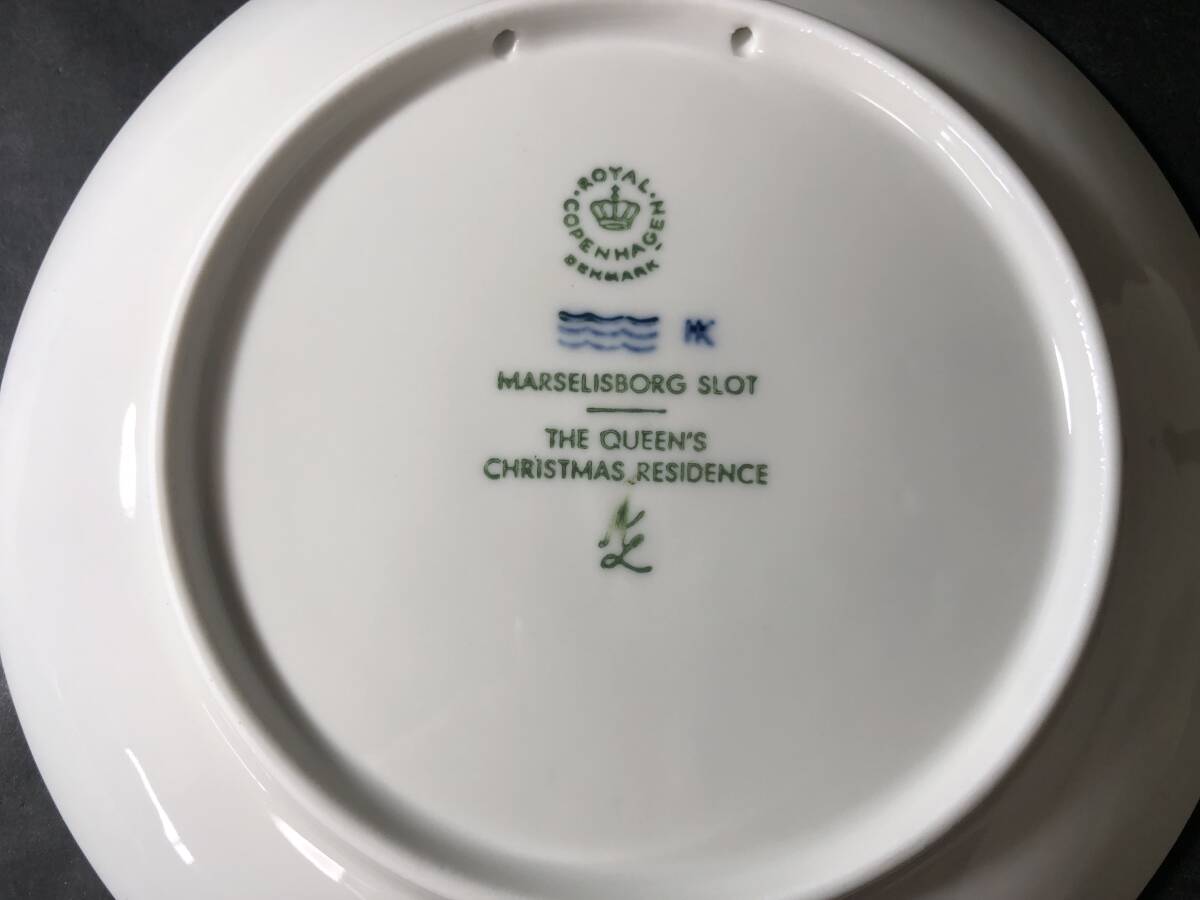 ROYAL
COPENHAGEN
DENMARK
MARSELISBORG SLOT
THE QUEEN'S
CHRISTMAS RESIDENCE